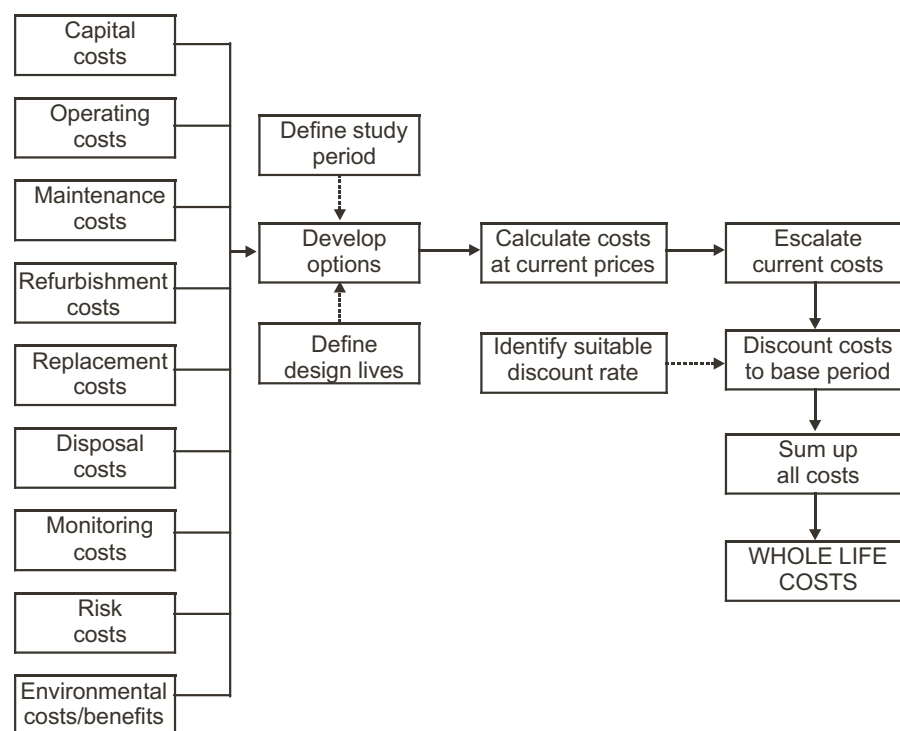 Capital
costs
Operating
costs
Maintenance
costs
Refurbishment
costs
Replacement
costs
Disposal
costs
Monitoring
costs
Risk
costs
Environmental
costs/benefits
Define study
period
Develop
options
Define
design lives
Calculate costs
at current prices
Identify suitable
discount rate
Escalate
current costs
Discount costs
to base period
Sum up
all costs
WHOLE LIFE
COSTS